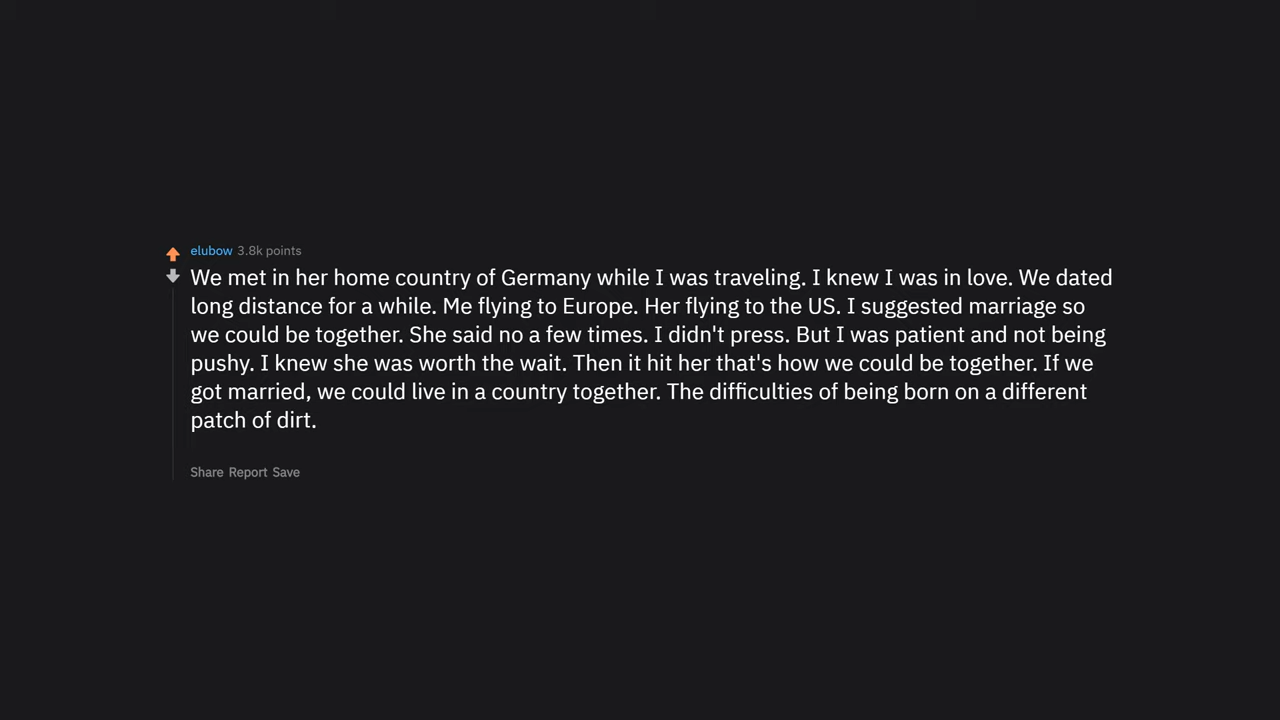 elubow 3.8k points
We met in her home country of Germany while I was traveling. I knew I was in love. We dated
long distance for a while. Me flying to Europe. Her flying to the US. I suggested marriage so
we could be together. She said no a few times. I didn't press. But I was patient and not being
pushy. I knew she was worth the wait. Then it hit her that's how we could be together. If we
got married, we could live in a country together. The difficulties of being born on a different
patch of dirt.
Share Report Save